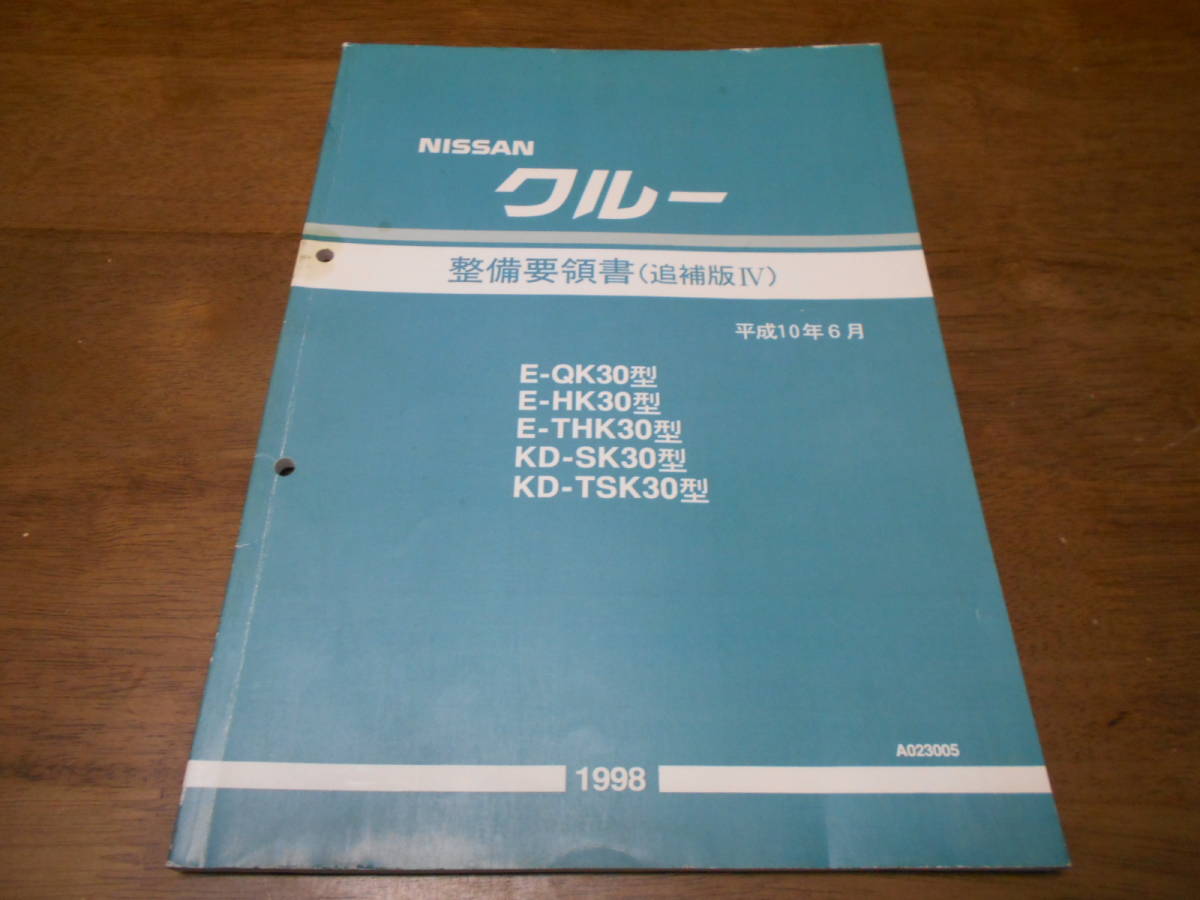 NISSAN
クルー
整備要領書(追補版Ⅳ)
平成10年6月
E-QK30型
E-HK30型
E-THK30型
KD-SK30型
KD-TSK30型
A023005
1998